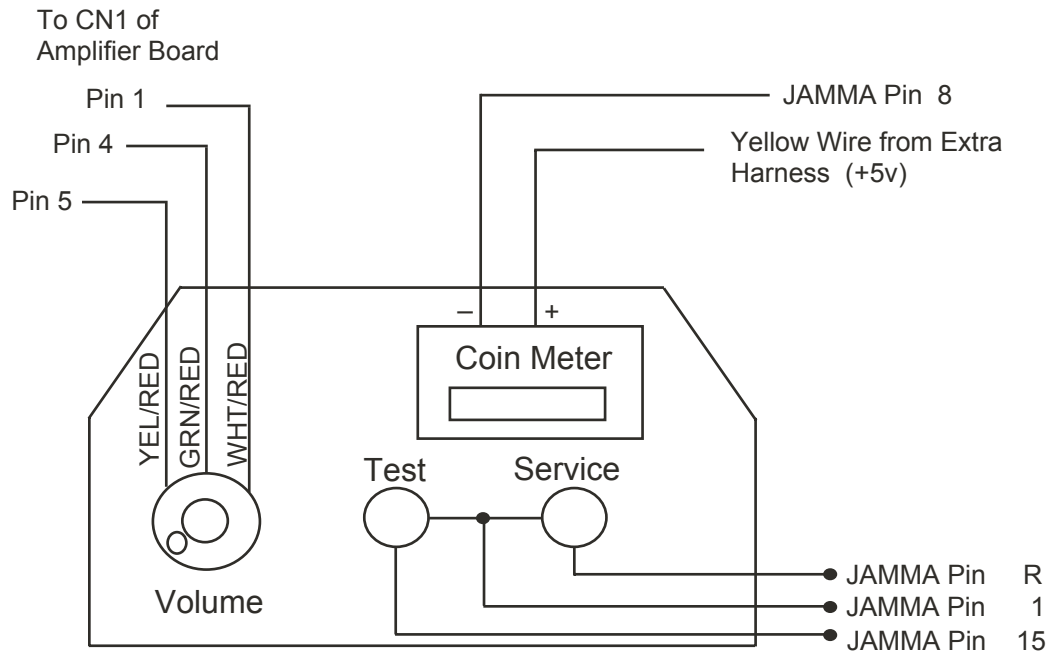 To CN1 of
Amplifier Board
Pin 1
Pin 4
Pin 5
JAMMA Pin 8
Yellow Wire from Extra
Harness (+5v)
YEL/RED
GRN/RED
WHT/RED
– +
Coin Meter
Test
Service
Volume
JAMMA Pin R
JAMMA Pin 1
JAMMA Pin 15